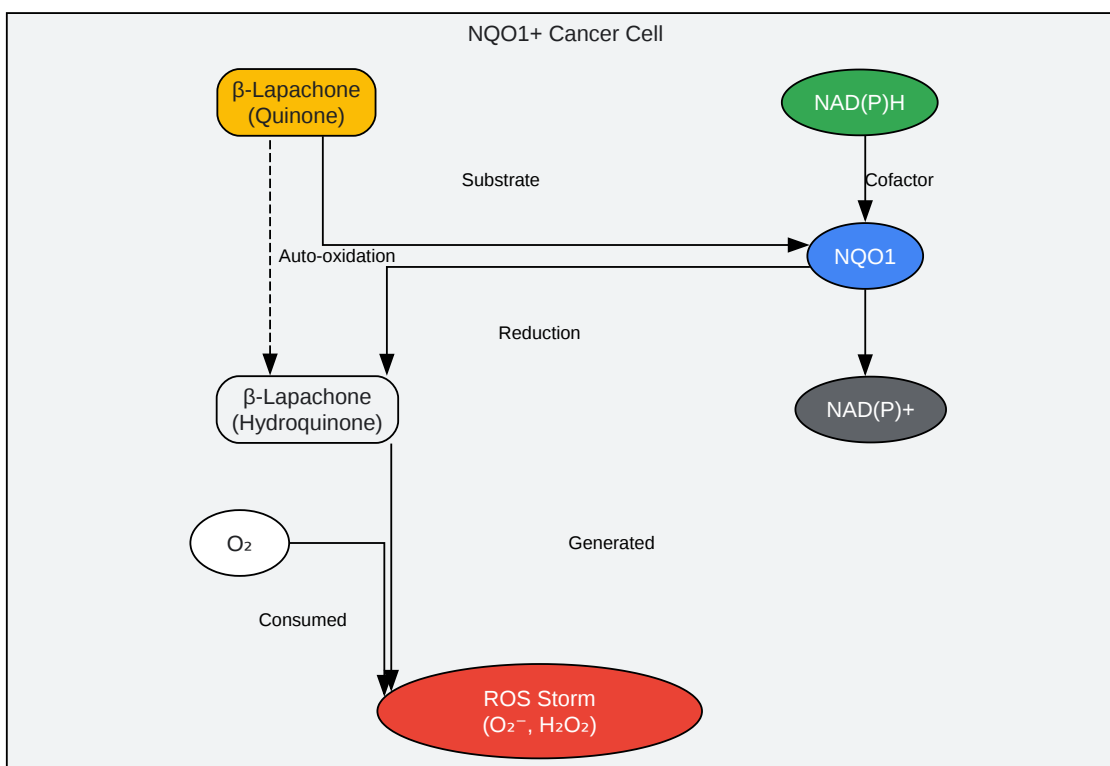 NQO1+ Cancer Cell
β-Lapachone
(Quinone)
NAD(P)H
Substrate
Cofactor
Auto-oxidation
NQO1
Reduction
β-Lapachone
(Hydroquinone)
NAD(P)+
O₂
Generated
Consumed
ROS Storm
(O₂⁻, H₂O₂)